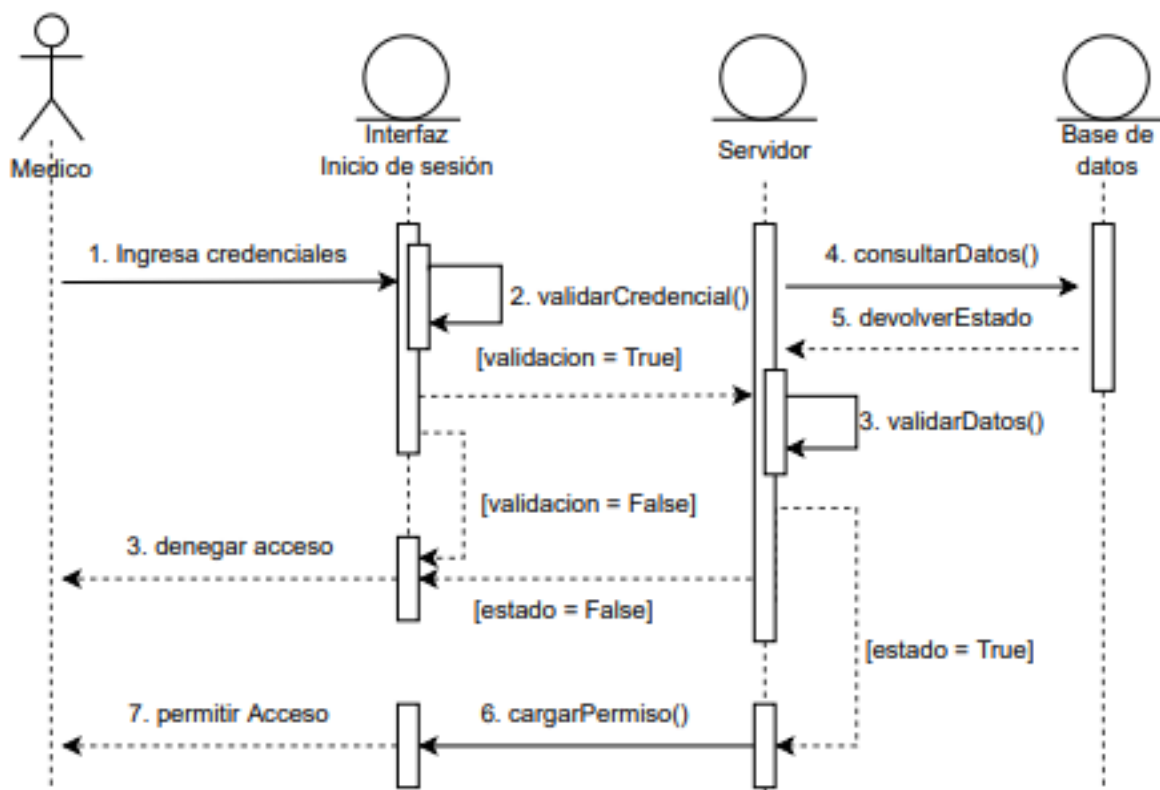 Medico
Interfaz
Inicio de sesión
Servidor
Base de
datos
1. Ingresa credenciales
2. validarCredencial()
4. consultarDatos()
5. devolverEstado
[validacion = True]
3. validarDatos()
[validacion = False]
3. denegar acceso
[estado = False]
[estado = True]
7. permitir Acceso
6. cargarPermiso()